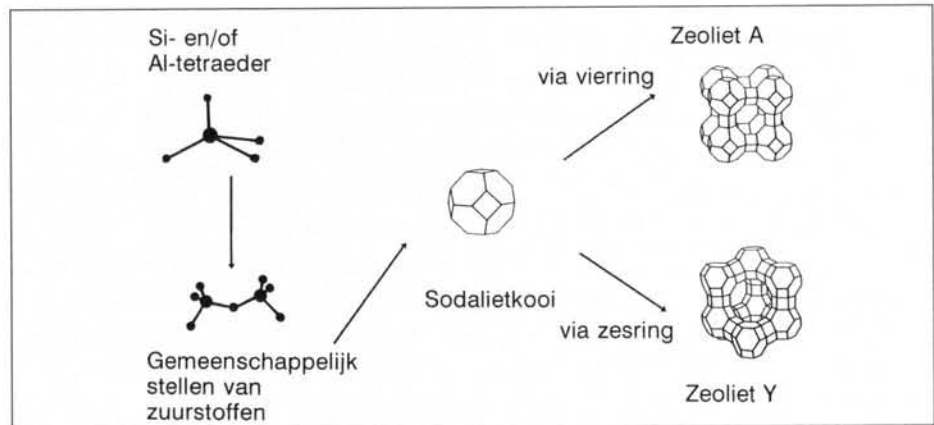 Si- en/of
Al-tetraeder
Gemeenschappelijk
stellen van
zuurstoffen
Sodalietkooi
via vierring
Zeoliet A
via zesring
Zeoliet Y